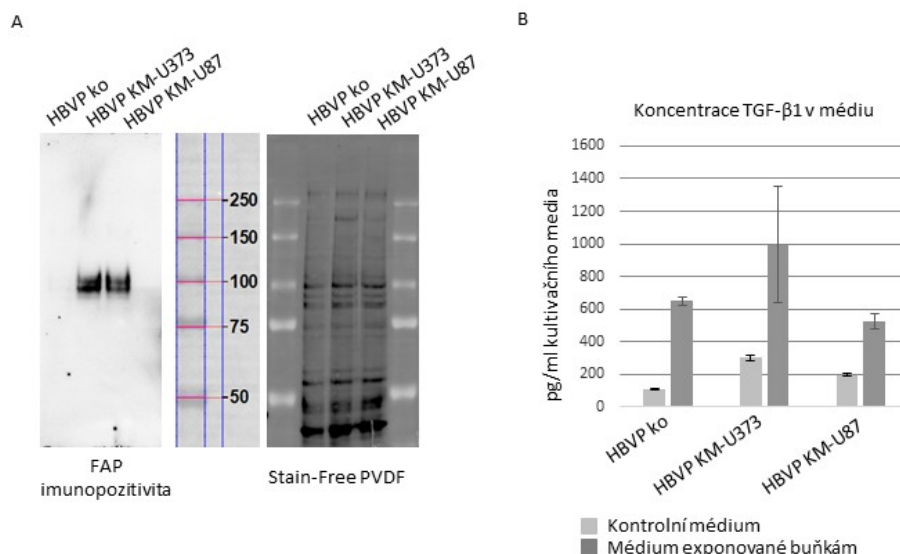 A
HBVP ko
HBVP KM-U373
HBVP KM-U87
HBVP ko
HBVP KM-U373
HBVP KM-U87
250
150
100
75
50
FAP
imunopozitivita
Stain-Free PVDF
B
Koncentrace TGF-β1 v médiu
pg/ml kultivačního media
1600
1400
1200
1000
800
600
400
200
0
HBVP ko
HBVP KM-U373
HBVP KM-U87
Kontrolní médium
Médium exponované buňkám